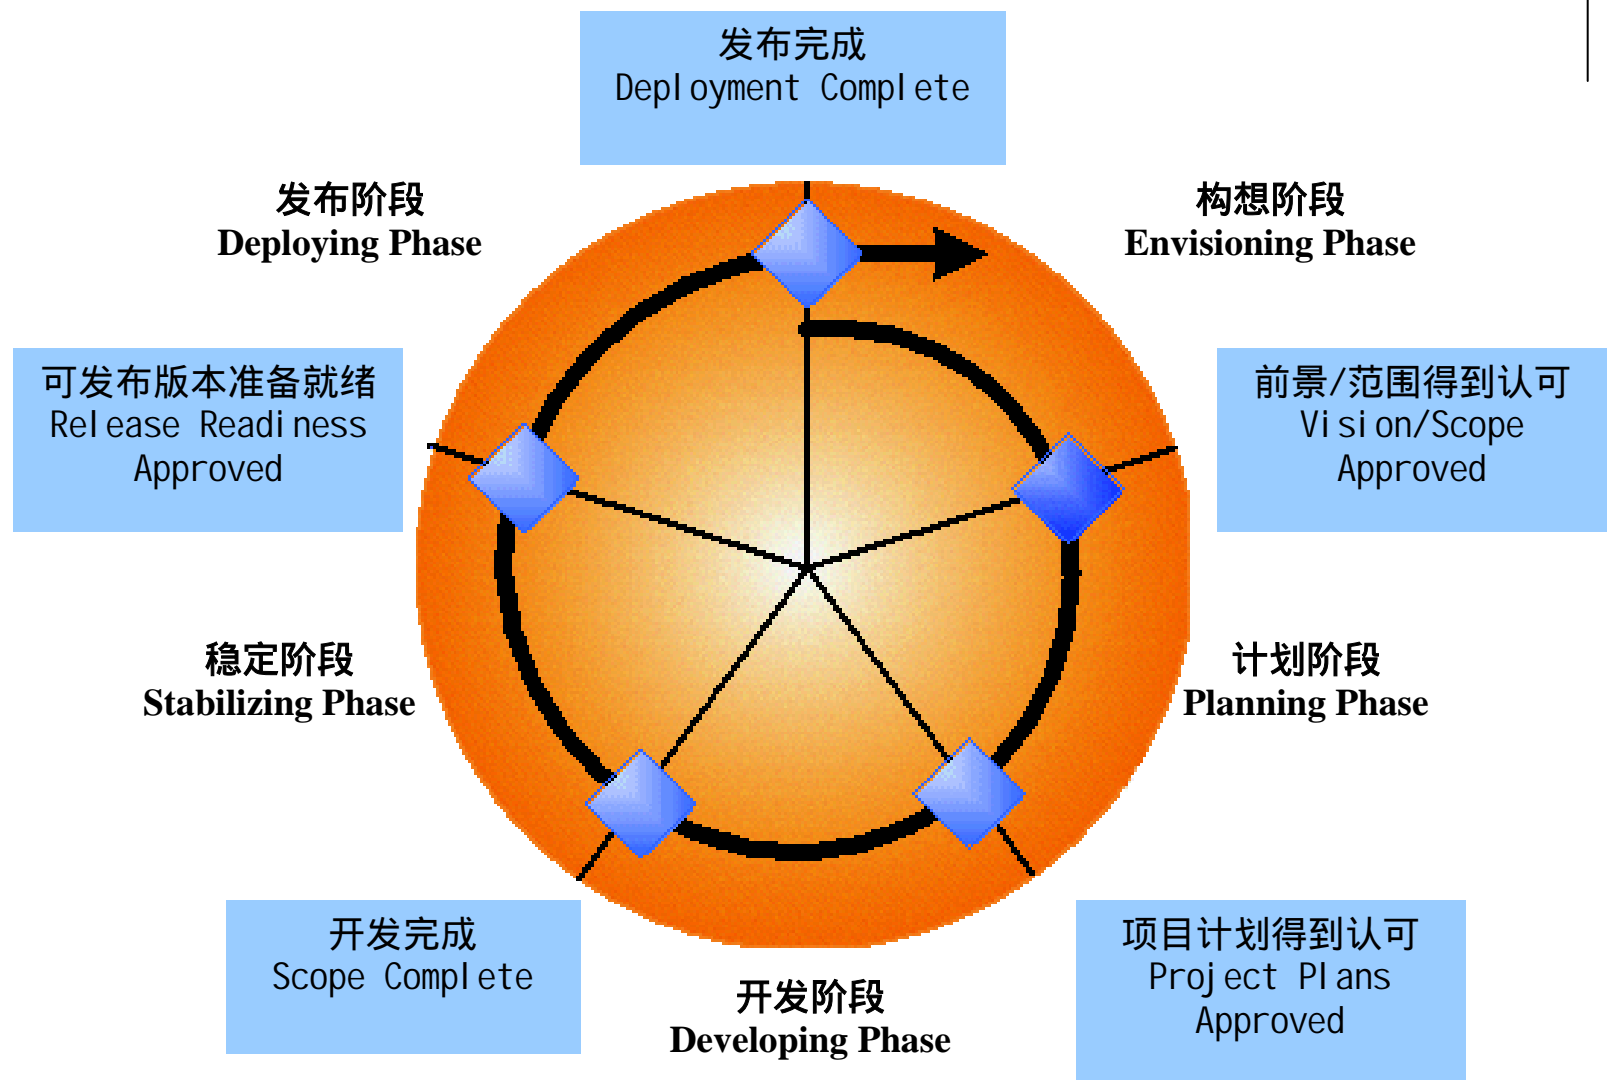 发布完成
Deployment Complete
发布阶段
Deploying Phase
构想阶段
Envisioning Phase
可发布版本准备就绪
Release Readiness
Approved
前景/范围得到认可
Vision/Scope
Approved
稳定阶段
Stabilizing Phase
计划阶段
Planning Phase
开发完成
Scope Complete
开发阶段
Developing Phase
项目计划得到认可
Project Plans
Approved